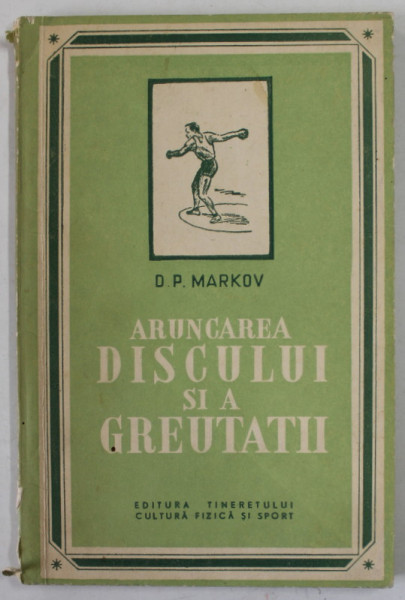 D. P. MARKOV
ARUNCAREA
DISCULUI
SI A
GREUTATII
EDITURA TINERETULUI
CULTURĂ FIZICĂ ȘI SPORT